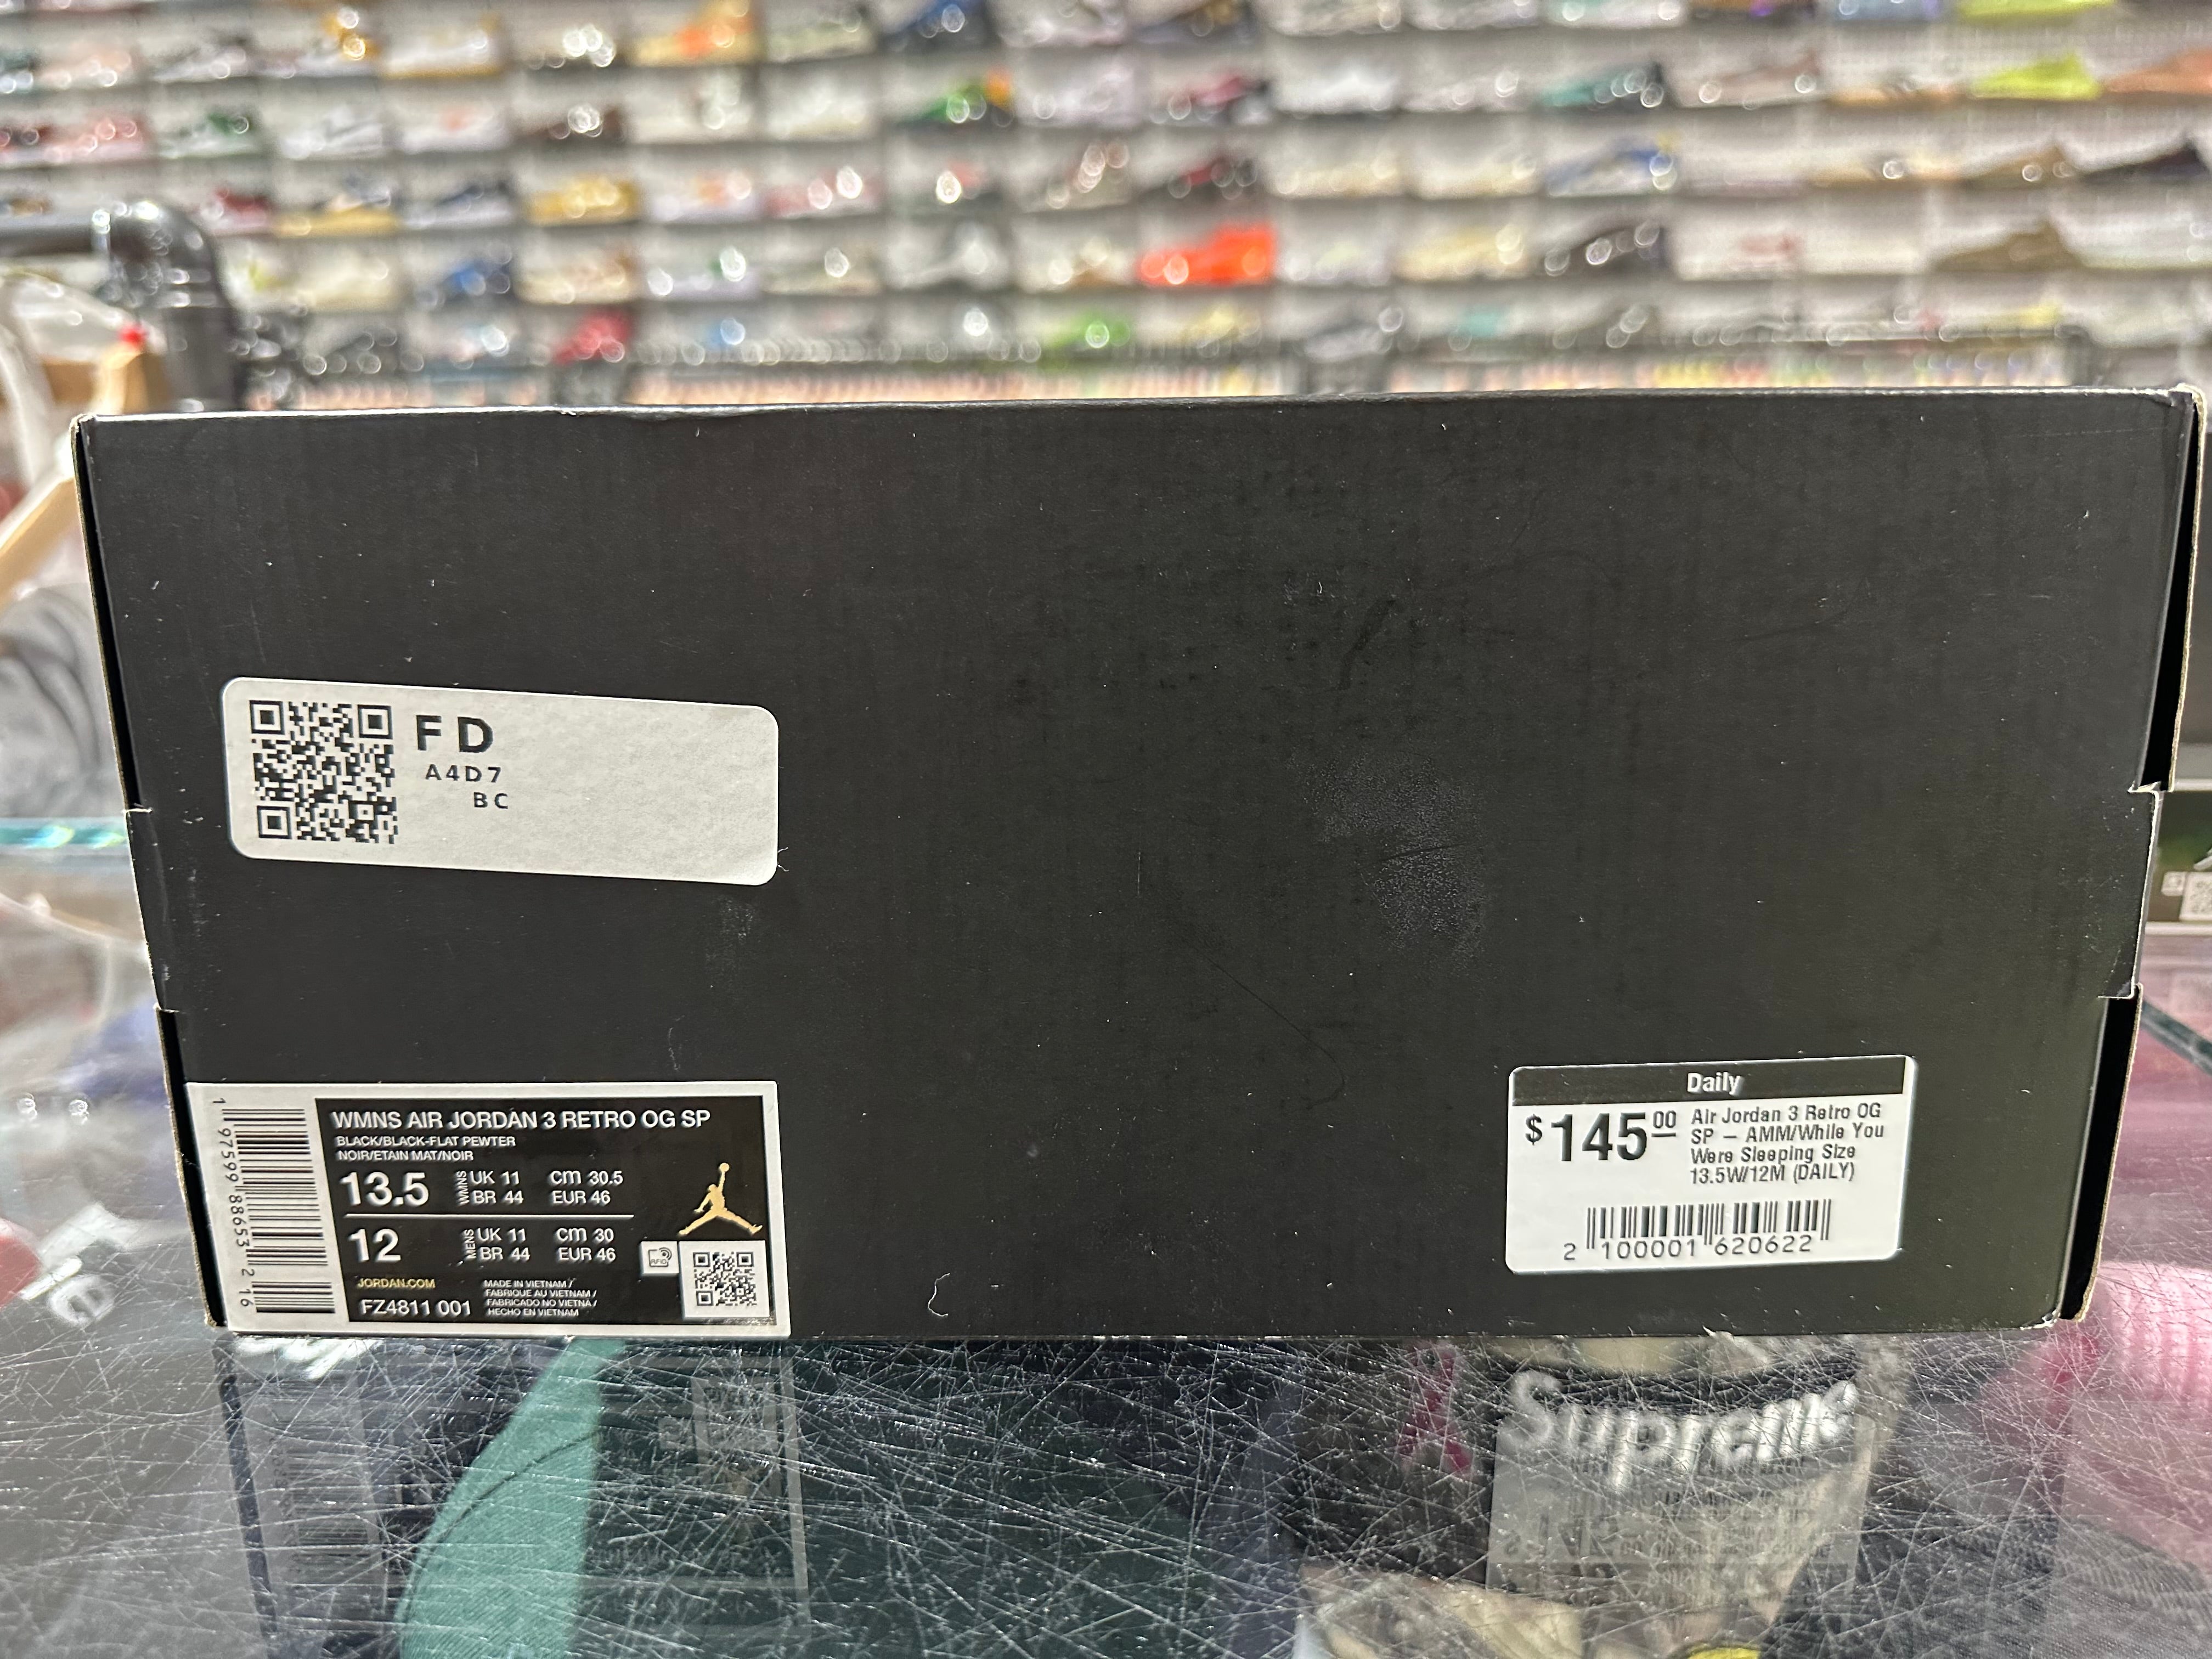 FD
A4D7
BC
WMNS AIR JORDAN 3 RETRO OG SP
BLACK/BLACK-FLAT PEWTER
NOIR/ETAIN MAT/NOIR
13.5 WMNS UK 11 cm 30.5
BR 44 EUR 46
12 MENS UK 11 cm 30
BR 44 EUR 46
RFID
JORDAN.COM
FZ4811 001
MADE IN VIETNAM /
FABRIQUE AU VIETNAM /
FABRICADO NO VIETNA /
HECHO EN VIETNAM
1 97599 88653 2 16
Daily
$145 00
Air Jordan 3 Retro OG
SP – AMM/While You
Were Sleeping Size
13.5W/12M (DAILY)
2 100001 620622
Supreme